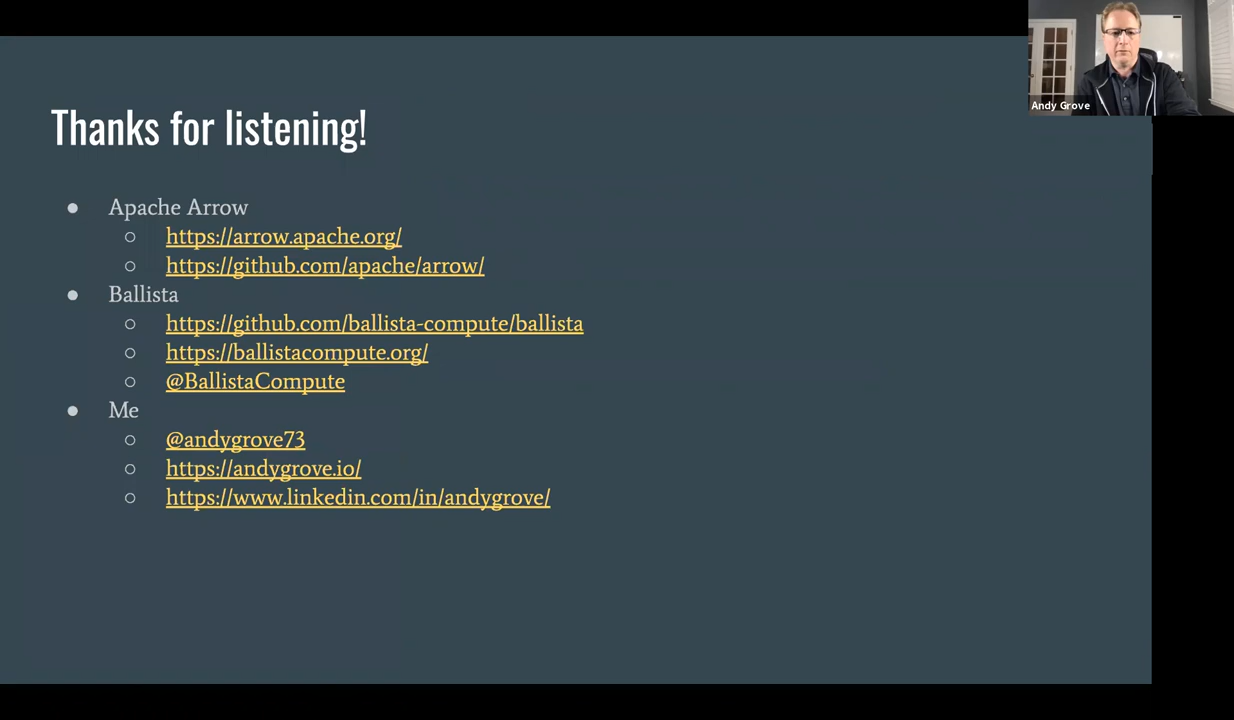 Andy Grove
Thanks for listening!
● Apache Arrow
○ https://arrow.apache.org/
○ https://github.com/apache/arrow/
● Ballista
○ https://github.com/ballista-compute/ballista
○ https://ballistacompute.org/
○ @BallistaCompute
● Me
○ @andygrove73
○ https://andygrove.io/
○ https://www.linkedin.com/in/andygrove/